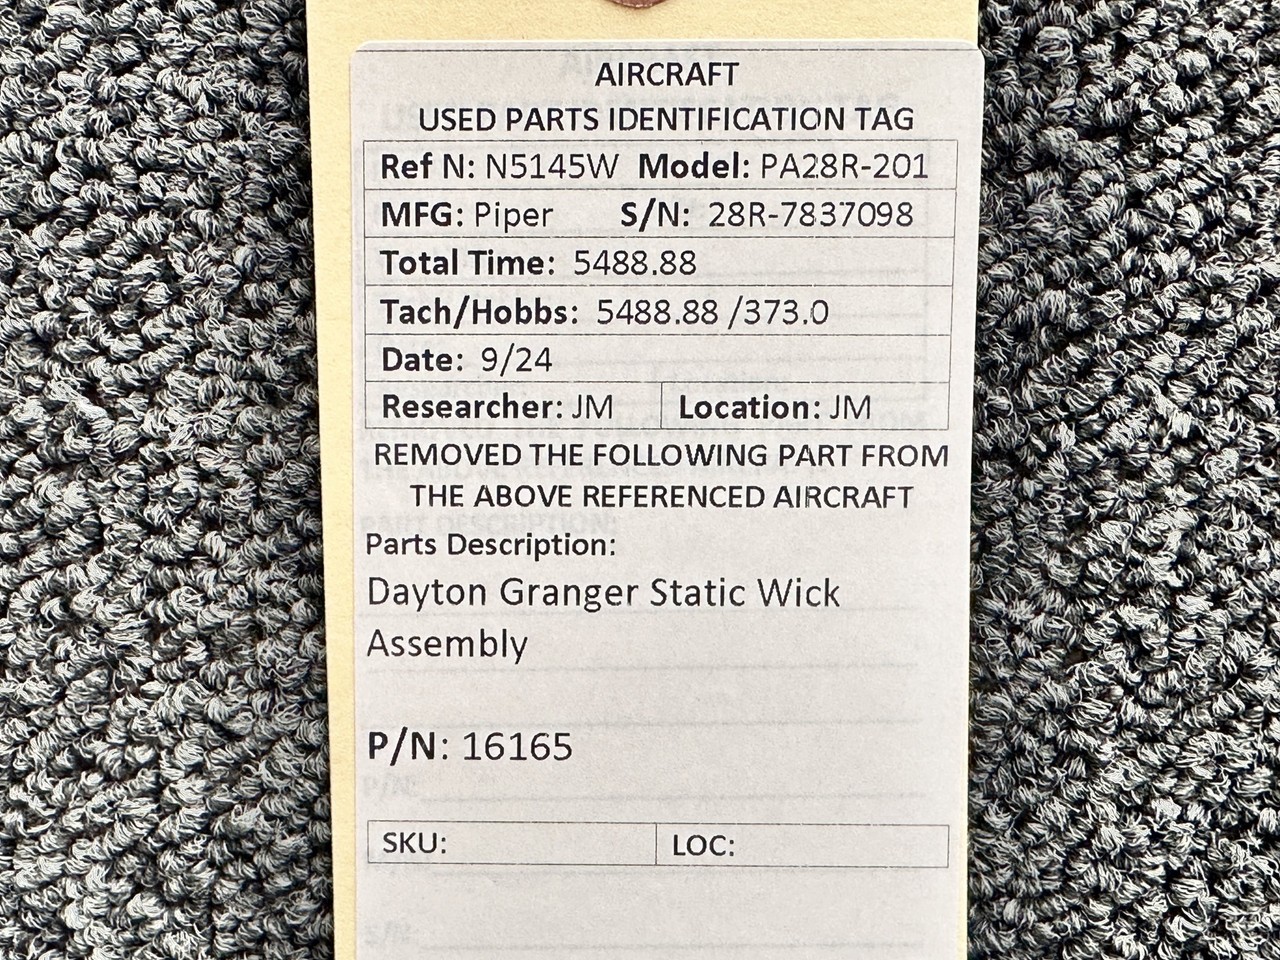 AIRCRAFT
USED PARTS IDENTIFICATION TAG
Ref N: N5145W Model: PA28R-201
MFG: Piper S/N: 28R-7837098
Total Time: 5488.88
Tach/Hobbs: 5488.88 /373.0
Date: 9/24
Researcher: JM Location: JM
REMOVED THE FOLLOWING PART FROM
THE ABOVE REFERENCED AIRCRAFT
PART DESCRIPTION:
Parts Description:
Dayton Granger Static Wick
Assembly
P/N: 16165
P/N:
SKU: LOC:
S/N: